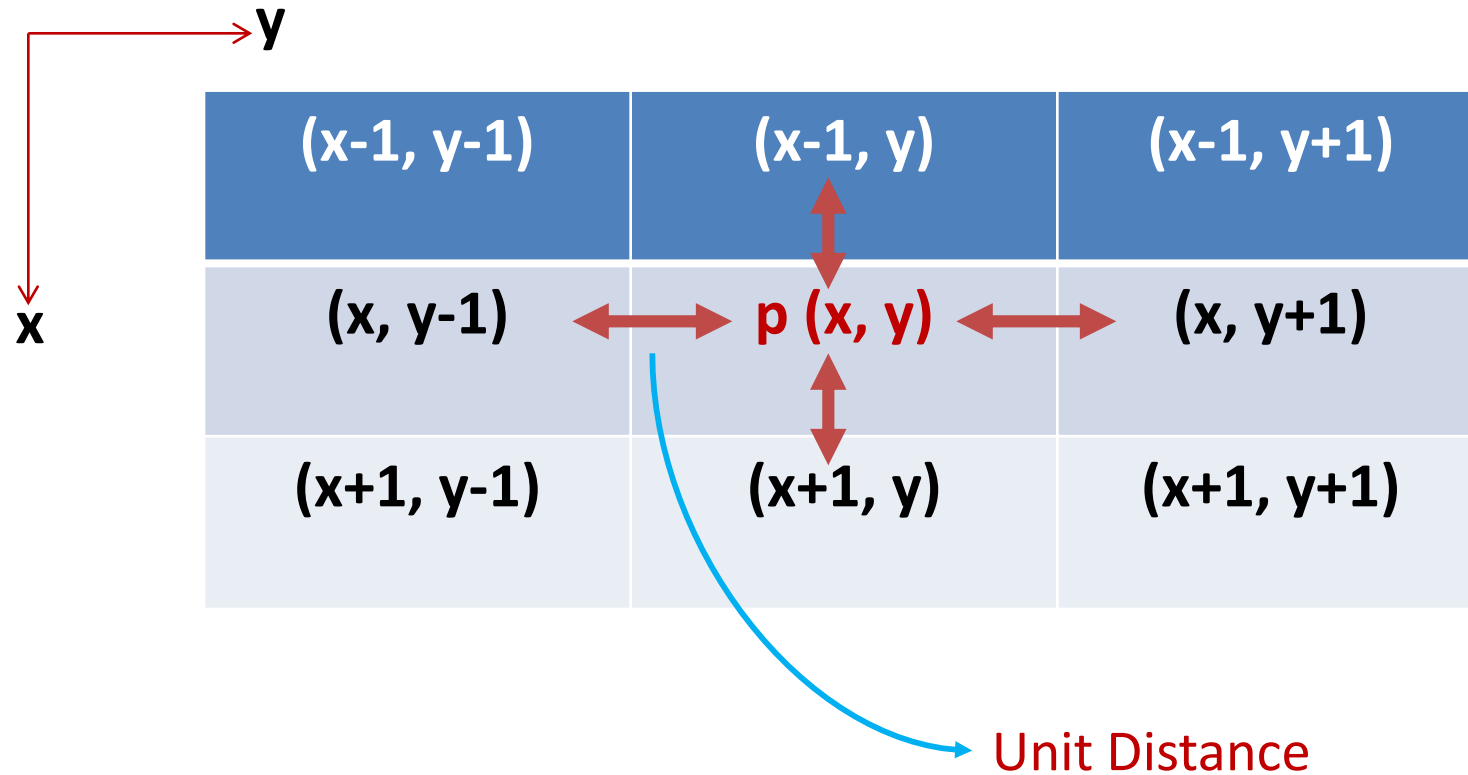 y
(x-1, y-1) (x-1, y) (x-1, y+1)
x (x, y-1) p (x, y) (x, y+1)
(x+1, y-1) (x+1, y) (x+1, y+1)
Unit Distance